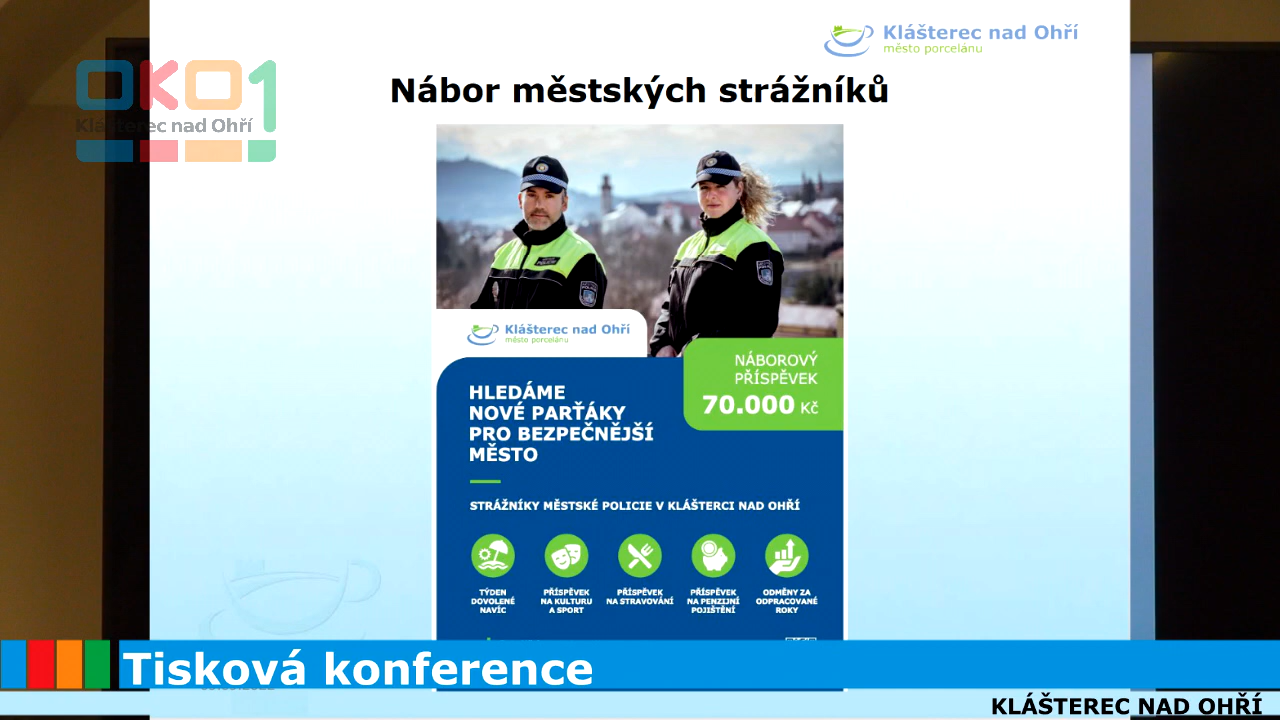 Klášterec nad Ohří
město porcelánu
OKO1
Klášterec nad Ohří
Nábor městských strážníků
Klášterec nad Ohří
město porcelánu
NÁBOROVÝ
PŘÍSPĚVEK
70.000 Kč
HLEDÁME
NOVÉ PARŤÁKY
PRO BEZPEČNĚJŠÍ
MĚSTO
STRÁŽNÍKY MĚSTSKÉ POLICIE V KLÁŠTERCI NAD OHŘÍ
TÝDEN
DOVOLENÉ
NAVÍC
PŘÍSPĚVEK
NA KULTURU
A SPORT
PŘÍSPĚVEK
NA STRAVOVÁNÍ
PŘÍSPĚVEK
NA PENZIJNÍ
POJIŠTĚNÍ
ODMĚNY ZA
ODPRACOVANÉ
ROKY
Tisková konference
KLÁŠTEREC NAD OHŘÍ